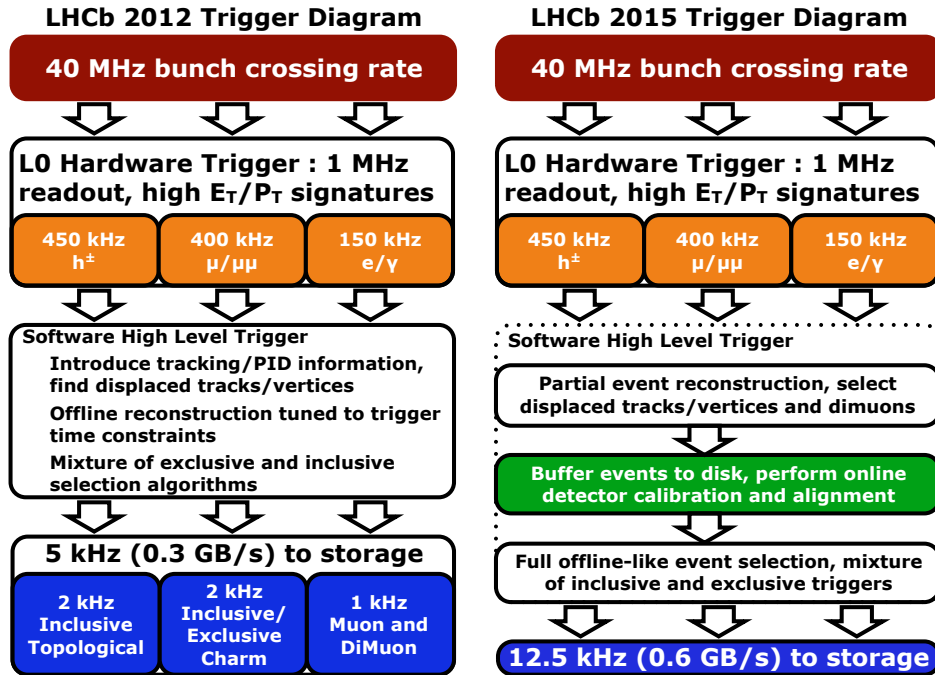 LHCb 2012 Trigger Diagram
40 MHz bunch crossing rate
L0 Hardware Trigger : 1 MHz
readout, high E_T/P_T signatures
450 kHz
h±
400 kHz
μ/μμ
150 kHz
e/γ
Software High Level Trigger
Introduce tracking/PID information,
find displaced tracks/vertices
Offline reconstruction tuned to trigger
time constraints
Mixture of exclusive and inclusive
selection algorithms
5 kHz (0.3 GB/s) to storage
2 kHz
Inclusive
Topological
2 kHz
Inclusive/
Exclusive
Charm
1 kHz
Muon and
DiMuon
LHCb 2015 Trigger Diagram
40 MHz bunch crossing rate
L0 Hardware Trigger : 1 MHz
readout, high E_T/P_T signatures
450 kHz
h±
400 kHz
μ/μμ
150 kHz
e/γ
Software High Level Trigger
Partial event reconstruction, select
displaced tracks/vertices and dimuons
Buffer events to disk, perform online
detector calibration and alignment
Full offline-like event selection, mixture
of inclusive and exclusive triggers
12.5 kHz (0.6 GB/s) to storage